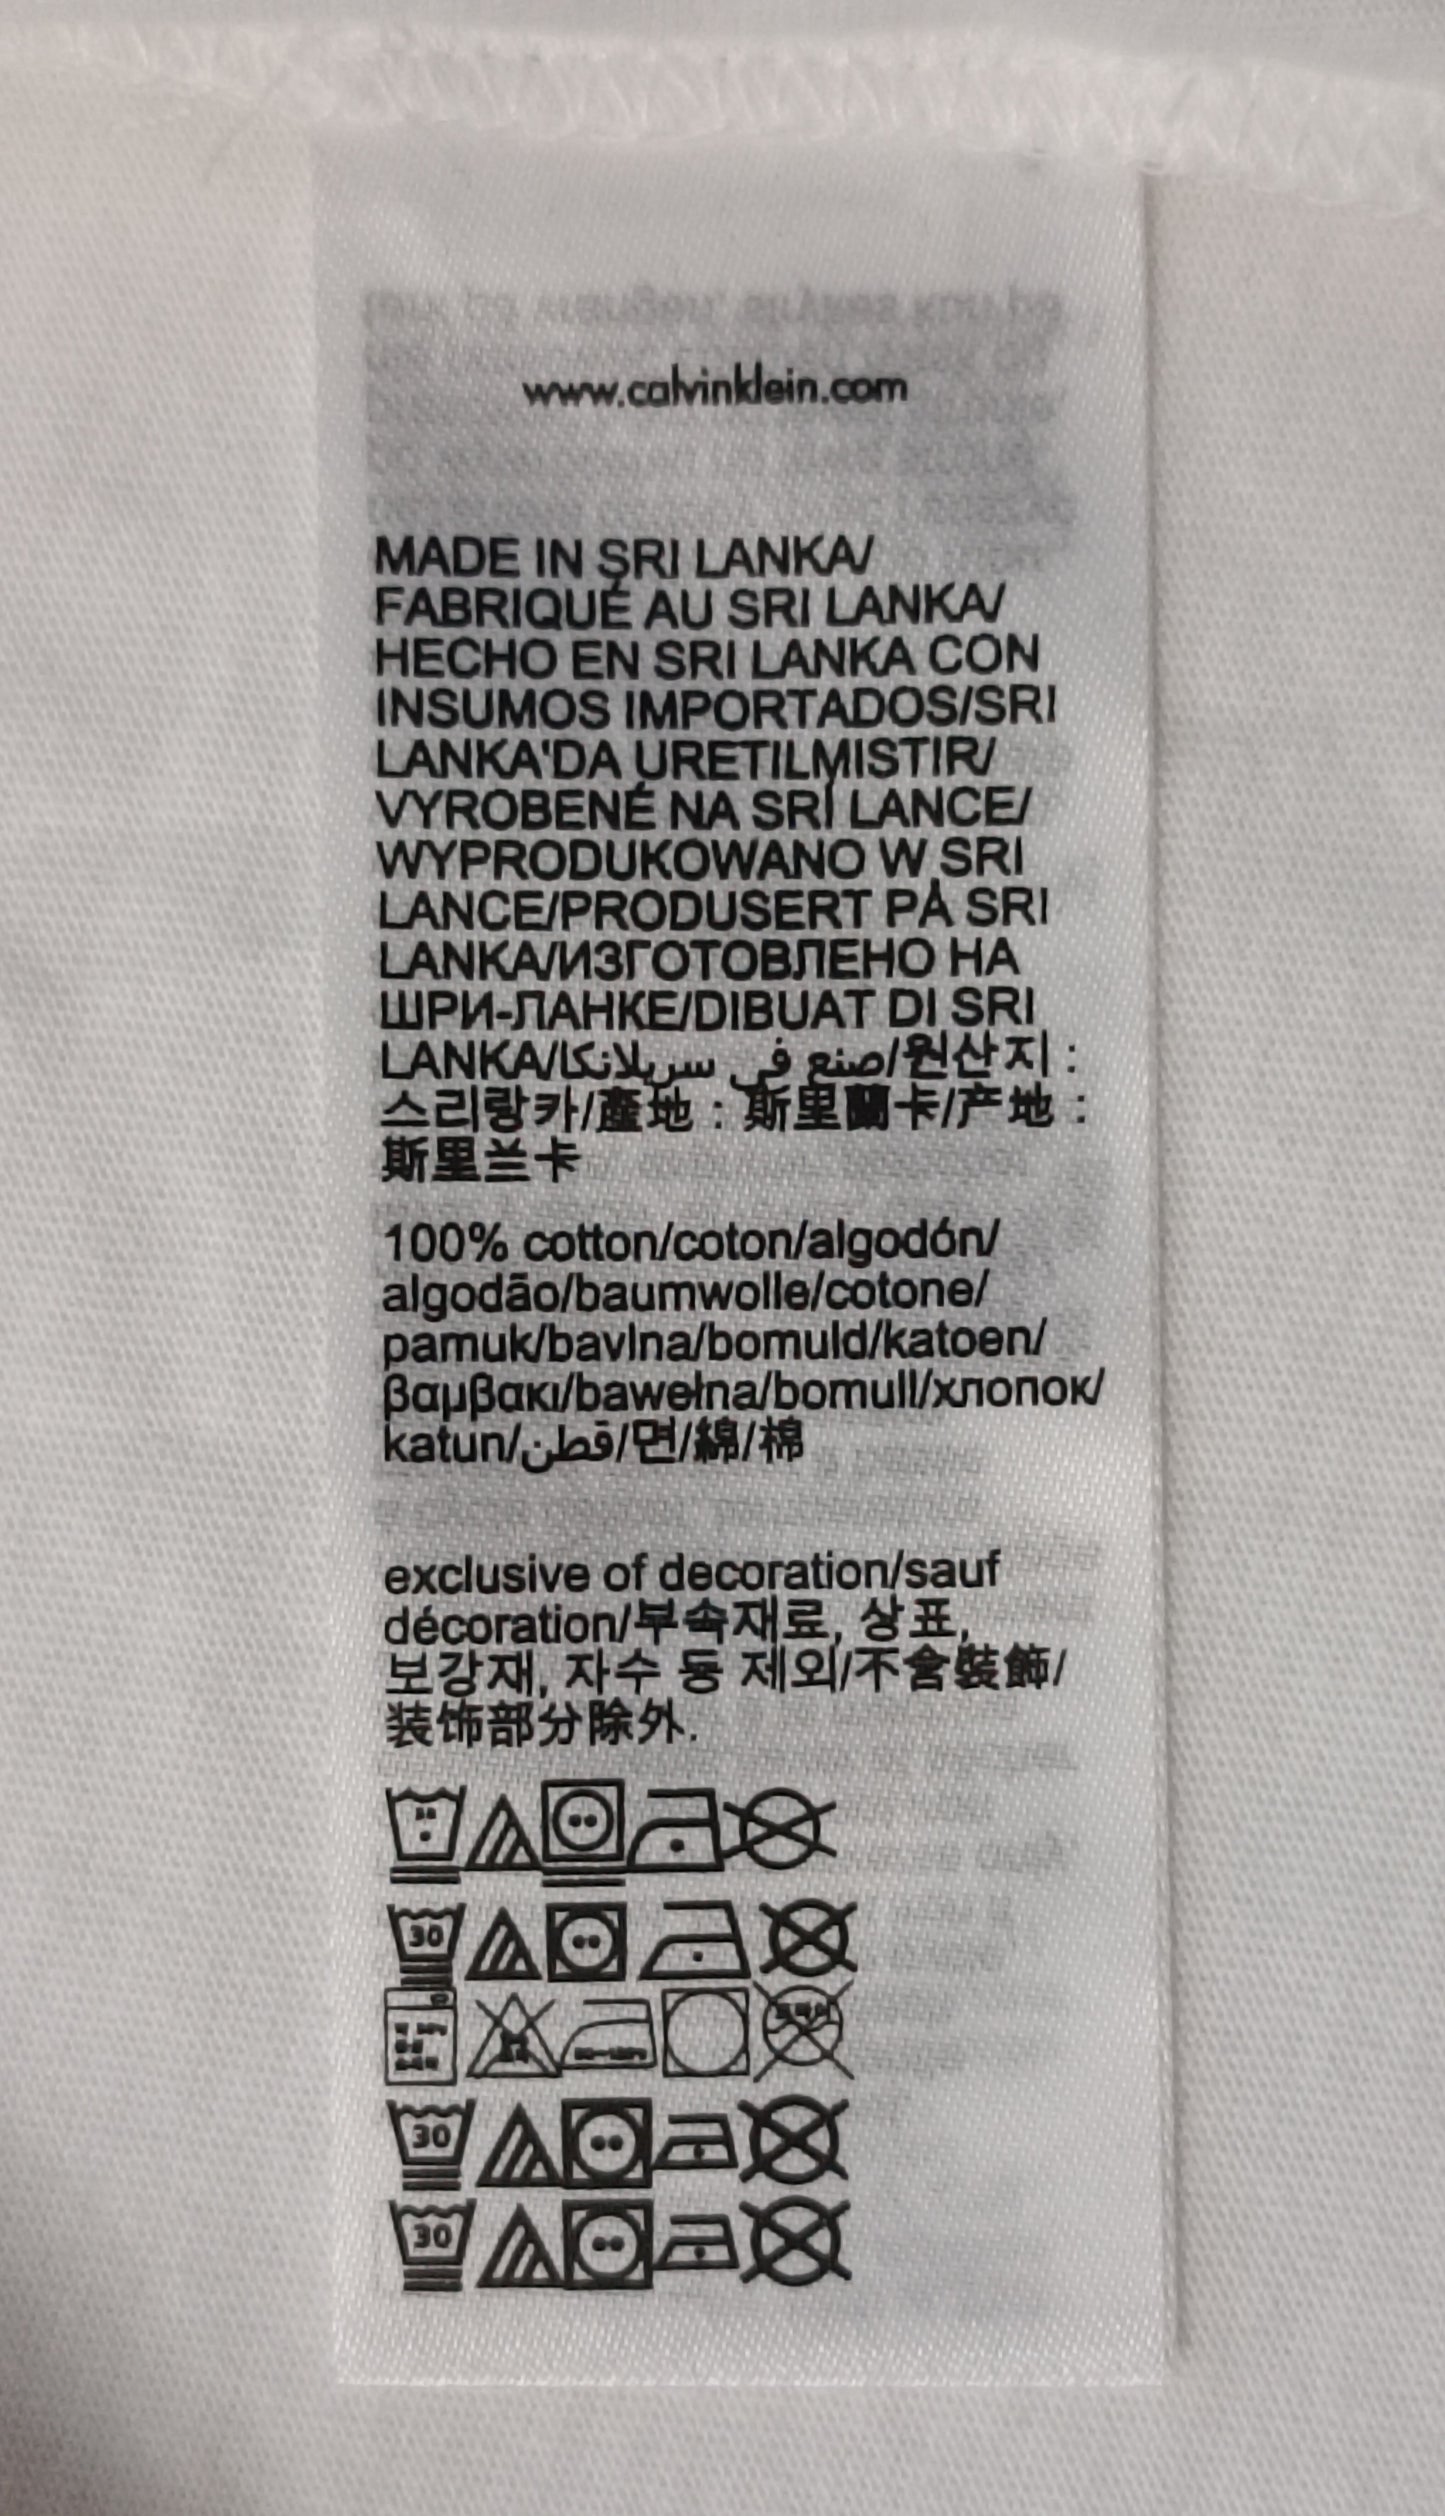 www.calvinklein.com
MADE IN SRI LANKA/
FABRIQUÉ AU SRI LANKA/
HECHO EN SRI LANKA CON
INSUMOS IMPORTADOS/SRI
LANKA'DA ÜRETILMISTIR/
VYROBENÉ NA SRÍ LANCE/
WYPRODUKOWANO W SRI
LANCE/PRODUSERT PÅ SRI
LANKA/ИЗГОТОВЛЕНО НА
ШРИ-ЛАНКЕ/DIBUAT DI SRI
LANKA/صنع في سريلانكا/원산지 :
스리랑카/產地 : 斯里蘭卡/产地 :
斯里兰卡
100% cotton/coton/algodón/
algodão/baumwolle/cotone/
pamuk/bavlna/bomuld/katoen/
βαμβακι/bawełna/bomull/хлопок/
katun/قطن/면/綿/棉
exclusive of decoration/sauf
décoration/부속재료, 상표,
보강재, 자수 등 제외/不含裝飾/
装饰部分除外.
30
30
30